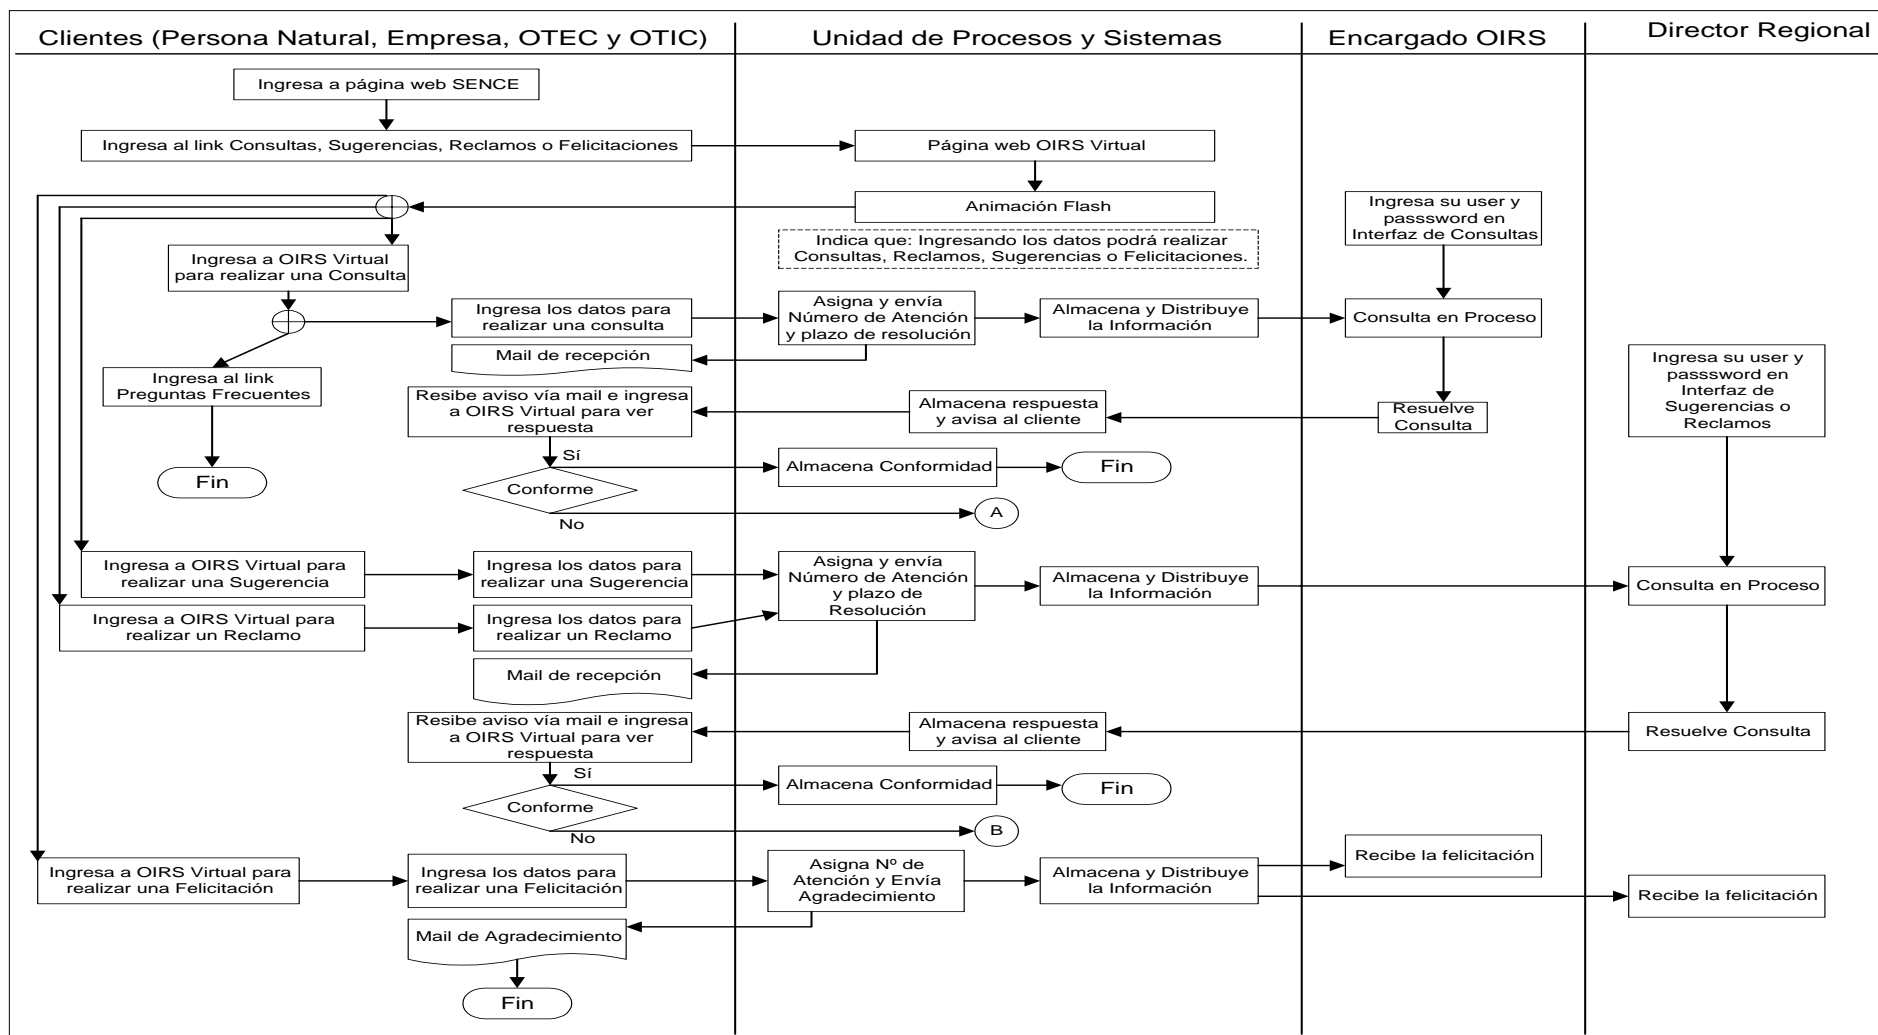 Clientes (Persona Natural, Empresa, OTEC y OTIC)
Unidad de Procesos y Sistemas
Encargado OIRS
Director Regional
Ingresa a página web SENCE
Ingresa al link Consultas, Sugerencias, Reclamos o Felicitaciones
Página web OIRS Virtual
Animación Flash
Indica que: Ingresando los datos podrá realizar
Consultas, Reclamos, Sugerencias o Felicitaciones.
Ingresa su user y
passsword en
Interfaz de Consultas
Ingresa a OIRS Virtual
para realizar una Consulta
Ingresa los datos para
realizar una consulta
Asigna y envía
Número de Atención
y plazo de resolución
Almacena y Distribuye
la Información
Consulta en Proceso
Mail de recepción
Ingresa al link
Preguntas Frecuentes
Fin
Ingresa su user y
passsword en
Interfaz de
Sugerencias o
Reclamos
Resuelve
Consulta
Almacena respuesta
y avisa al cliente
Recibe aviso vía mail e ingresa
a OIRS Virtual para ver
respuesta
Sí
Conforme
No
Almacena Conformidad
Fin
A
Ingresa a OIRS Virtual para
realizar una Sugerencia
Ingresa los datos para
realizar una Sugerencia
Asigna y envía
Número de Atención
y plazo de
Resolución
Almacena y Distribuye
la Información
Consulta en Proceso
Ingresa a OIRS Virtual para
realizar un Reclamo
Ingresa los datos para
realizar un Reclamo
Mail de recepción
Resuelve Consulta
Almacena respuesta
y avisa al cliente
Recibe aviso vía mail e ingresa
a OIRS Virtual para ver
respuesta
Sí
Conforme
No
Almacena Conformidad
Fin
B
Ingresa a OIRS Virtual para
realizar una Felicitación
Ingresa los datos para
realizar una Felicitación
Asigna Nº de
Atención y Envía
Agradecimiento
Almacena y Distribuye
la Información
Recibe la felicitación
Recibe la felicitación
Mail de Agradecimiento
Fin